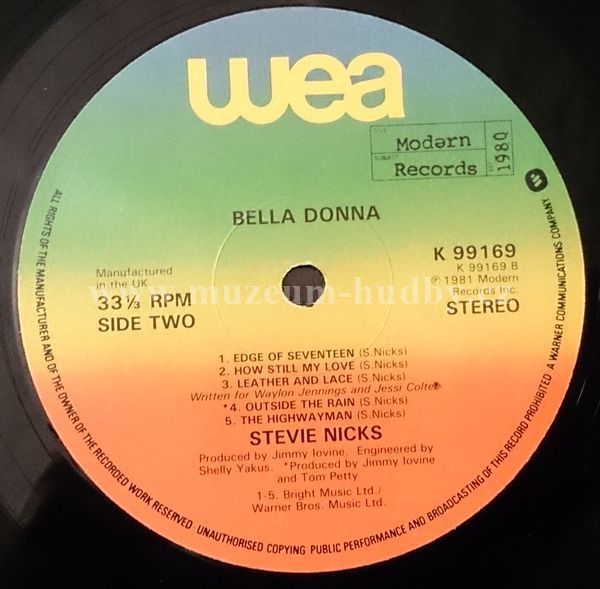 wea
TITLE
Modərn
SUBJECT
Records
1980
BELLA DONNA
Manufactured
in the UK
33⅓ RPM
SIDE TWO
K 99169
K 99169 B
℗ 1981 Modern
Records Inc.
STEREO
www.muzeum-hudby.cz
1. EDGE OF SEVENTEEN (S.Nicks)
2. HOW STILL MY LOVE (S.Nicks)
3. LEATHER AND LACE (S.Nicks)
Written for Waylon Jennings and Jessi Colter
*4. OUTSIDE THE RAIN (S.Nicks)
5. THE HIGHWAYMAN (S.Nicks)
STEVIE NICKS
Produced by Jimmy Iovine. Engineered by
Shelly Yakus. *Produced by Jimmy Iovine
and Tom Petty
1-5. Bright Music Ltd./
Warner Bros. Music Ltd.
ALL RIGHTS OF THE MANUFACTURER AND OF THE OWNER OF THE RECORDED WORK RESERVED. UNAUTHORISED COPYING PUBLIC PERFORMANCE AND BROADCASTING OF THIS RECORD PROHIBITED. A WARNER COMMUNICATIONS COMPANY